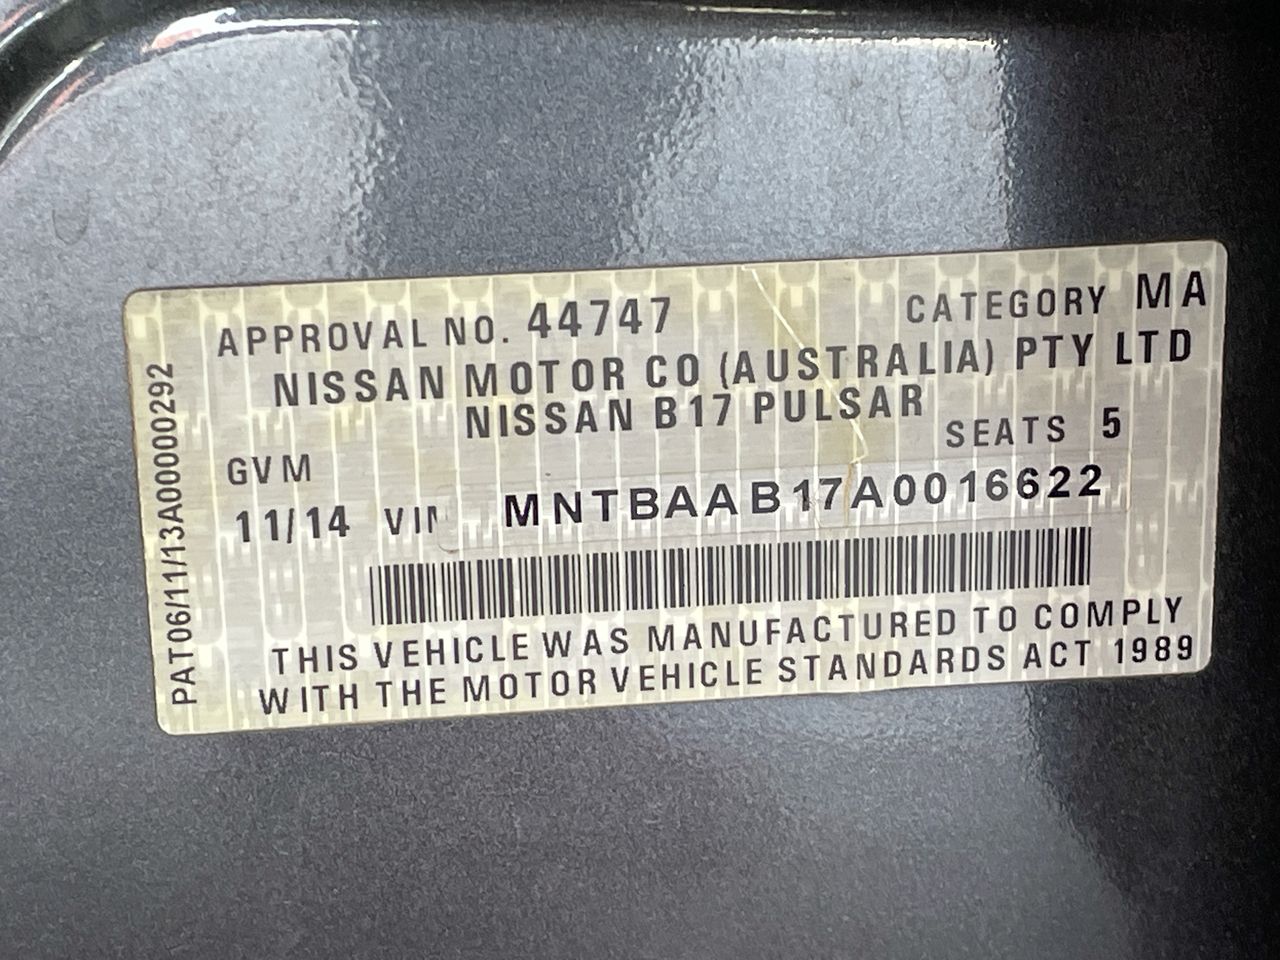 APPROVAL NO. 44747 CATEGORY MA
NISSAN MOTOR CO (AUSTRALIA) PTY LTD
NISSAN B17 PULSAR
GVM SEATS 5
11/14 VIN MNTBAAB17A0016622
THIS VEHICLE WAS MANUFACTURED TO COMPLY
WITH THE MOTOR VEHICLE STANDARDS ACT 1989
PAT06/11/13A000000292